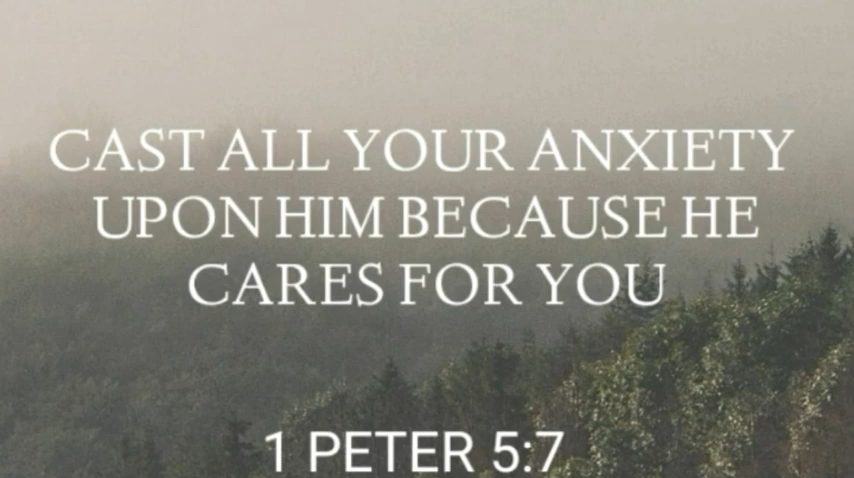 CAST ALL YOUR ANXIETY
UPON HIM BECAUSE HE
CARES FOR YOU
1 PETER 5:7